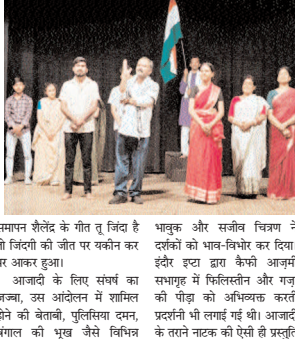 समापन शैलेंद्र के गीत तू जिंदा है
जिंदगी की जीत पर यकीन कर
पर आकर हुआ।
आजादी के लिए संघर्ष का
जज्बा, उस आंदोलन में शामिल
होने की बेताबी, पुलिसिया दमन,
बंगाल की भूख जैसे विभिन्न
भावुक और सजीव चित्रण ने
दर्शकों को भाव-विभोर कर दिया।
इंदौर इप्टा द्वारा कैफी आज़मी
सभागृह में फिलिस्तीन और गज़
की पीड़ा को अभिव्यक्त करती
प्रदर्शनी भी लगाई गई थी। आजादी
के तराने नाटक की ऐसी ही प्रस्तुति